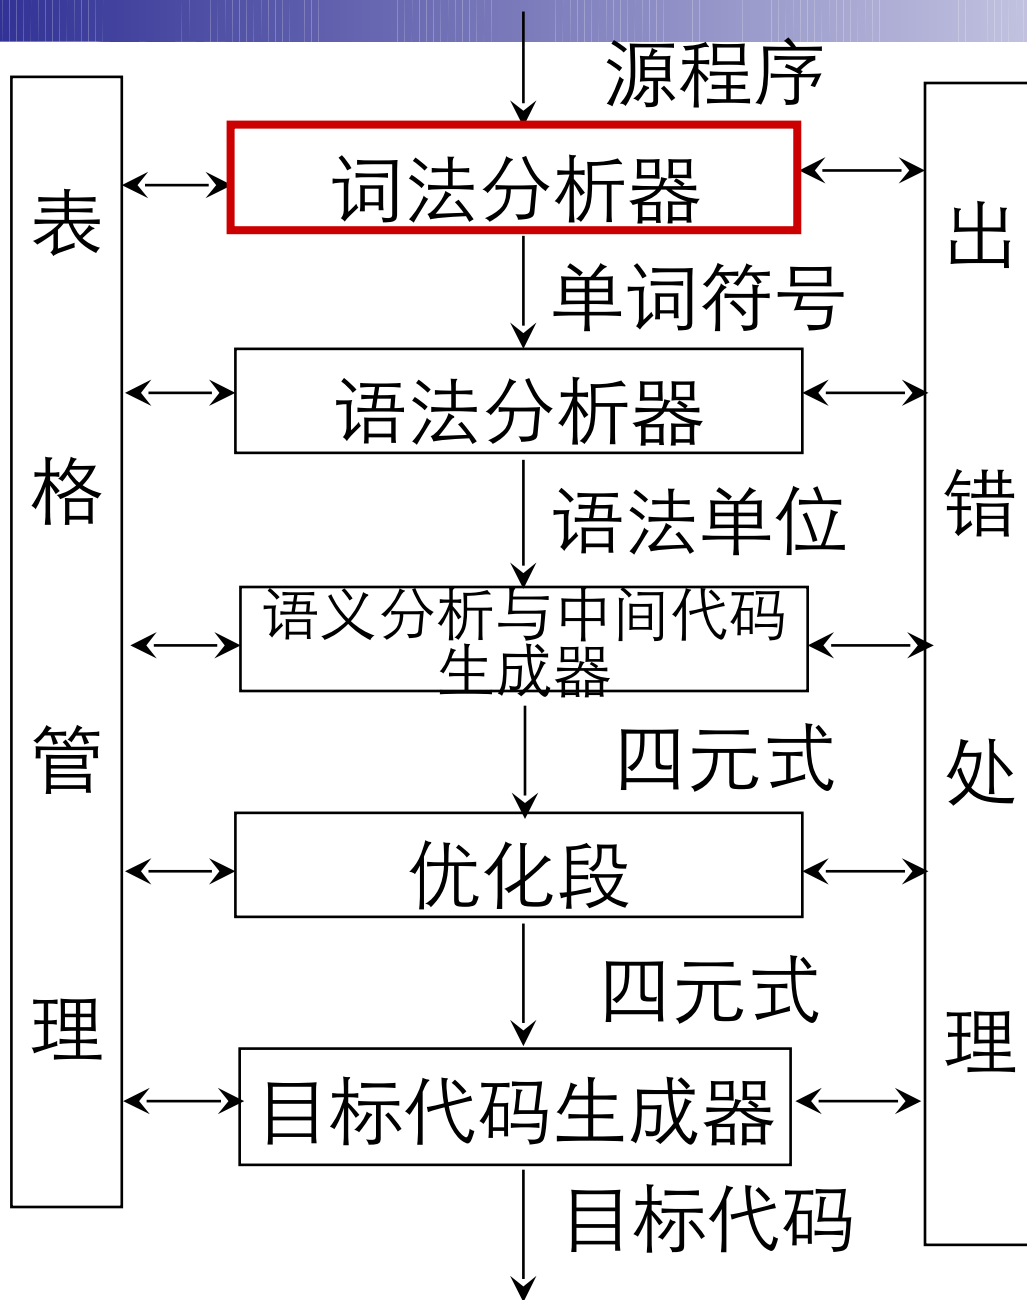 源程序
词法分析器
单词符号
语法分析器
语法单位
语义分析与中间代码
生成器
四元式
优化段
四元式
目标代码生成器
目标代码
表
格
管
理
出
错
处
理